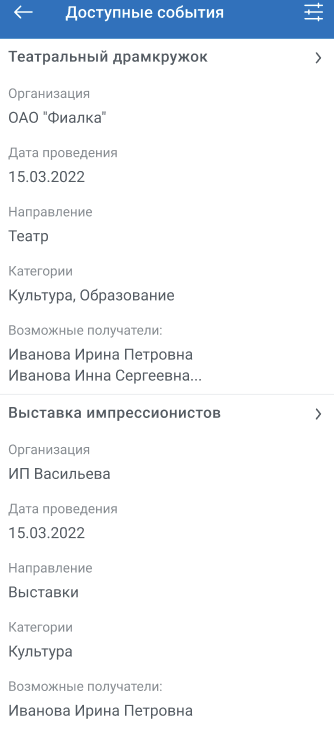 Доступные события
Театральный драмкружок
Организация
ОАО "Фиалка"
Дата проведения
15.03.2022
Направление
Театр
Категории
Культура, Образование
Возможные получатели:
Иванова Ирина Петровна
Иванова Инна Сергеевна...
Выставка импрессионистов
Организация
ИП Васильева
Дата проведения
15.03.2022
Направление
Выставки
Категории
Культура
Возможные получатели:
Иванова Ирина Петровна